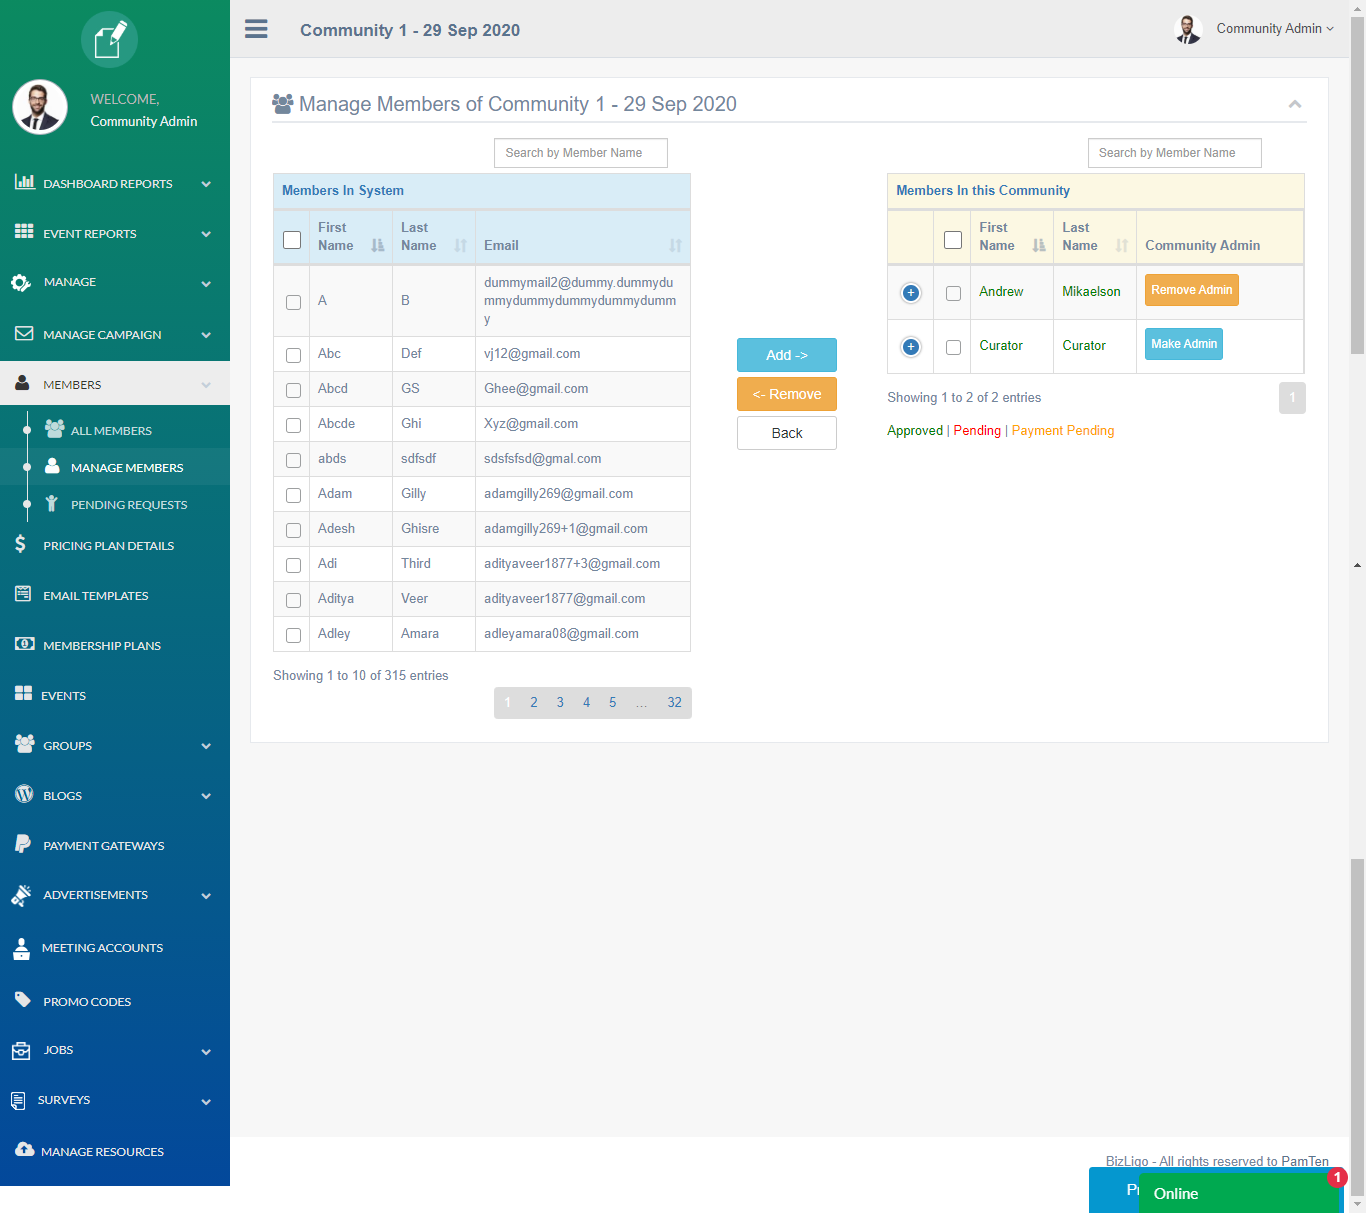 Community 1 - 29 Sep 2020
Community Admin
WELCOME,
Community Admin
DASHBOARD REPORTS
EVENT REPORTS
MANAGE
MANAGE CAMPAIGN
MEMBERS
ALL MEMBERS
MANAGE MEMBERS
PENDING REQUESTS
PRICING PLAN DETAILS
EMAIL TEMPLATES
MEMBERSHIP PLANS
EVENTS
GROUPS
BLOGS
PAYMENT GATEWAYS
ADVERTISEMENTS
MEETING ACCOUNTS
PROMO CODES
JOBS
SURVEYS
MANAGE RESOURCES
Manage Members of Community 1 - 29 Sep 2020
Search by Member Name
Members In System
First Name Last Name Email
A B dummymail2@dummy.dummydu
mmydummydummydummydumm
y
Abc Def vj12@gmail.com
Abcd GS Ghee@gmail.com
Abcde Ghi Xyz@gmail.com
abds sdfsdf sdsfsfsd@gmal.com
Adam Gilly adamgilly269@gmail.com
Adesh Ghisre adamgilly269+1@gmail.com
Adi Third adityaveer1877+3@gmail.com
Aditya Veer adityaveer1877@gmail.com
Adley Amara adleyamara08@gmail.com
Showing 1 to 10 of 315 entries
1 2 3 4 5 ... 32
Add ->
<- Remove
Back
Search by Member Name
Members In this Community
First Name Last Name Community Admin
Andrew Mikaelson Remove Admin
Curator Curator Make Admin
Showing 1 to 2 of 2 entries
1
Approved | Pending | Payment Pending
BizLigo - All rights reserved to PamTen
Online
1